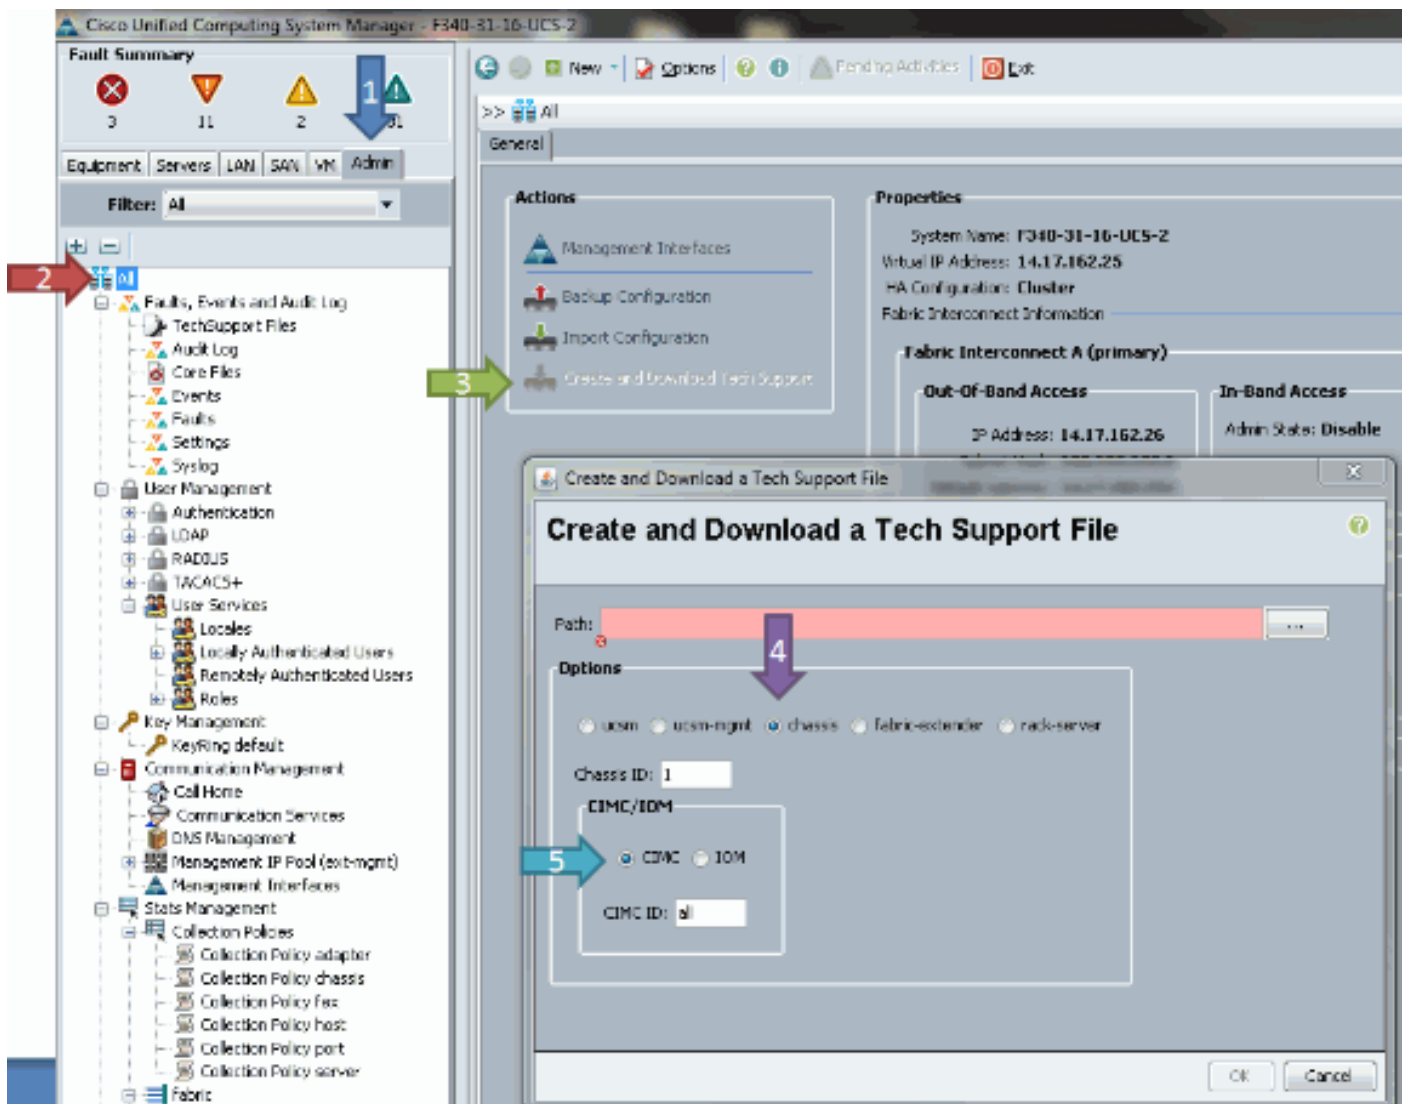 Cisco Unified Computing System Manager - F340-31-16-UCS-2
Fault Summary
3 11 2
1
Equipment Servers LAN SAN VM Admin
Filter: All
2
All
Faults, Events and Audit Log
TechSupport Files
Audit Log
Core Files
Events
Faults
Settings
Syslog
User Management
Authentication
LDAP
RADIUS
TACACS+
User Services
Locales
Locally Authenticated Users
Remotely Authenticated Users
Roles
Key Management
KeyRing default
Communication Management
Call Home
Communication Services
DNS Management
Management IP Pool (ext-mgmt)
Management Interfaces
Stats Management
Collection Policies
Collection Policy adapter
Collection Policy chassis
Collection Policy fex
Collection Policy host
Collection Policy port
Collection Policy server
fabric
New Options Pending Activities Exit
>> All
General
Actions
Management Interfaces
Backup Configuration
Import Configuration
3
Create and Download Tech Support
Properties
System Name: F340-31-16-UCS-2
Virtual IP Address: 14.17.162.25
HA Configuration: Cluster
Fabric Interconnect Information
Fabric Interconnect A (primary)
Out-Of-Band Access
IP Address: 14.17.162.26
In-Band Access
Admin State: Disable
Create and Download a Tech Support File
Create and Download a Tech Support File
Path: ...
4
Options
ucsm ucsm-mgmt chassis fabric-extender rack-server
Chassis ID: 1
CIMC/IOM
5
CIMC IOM
CIMC ID: all
OK Cancel